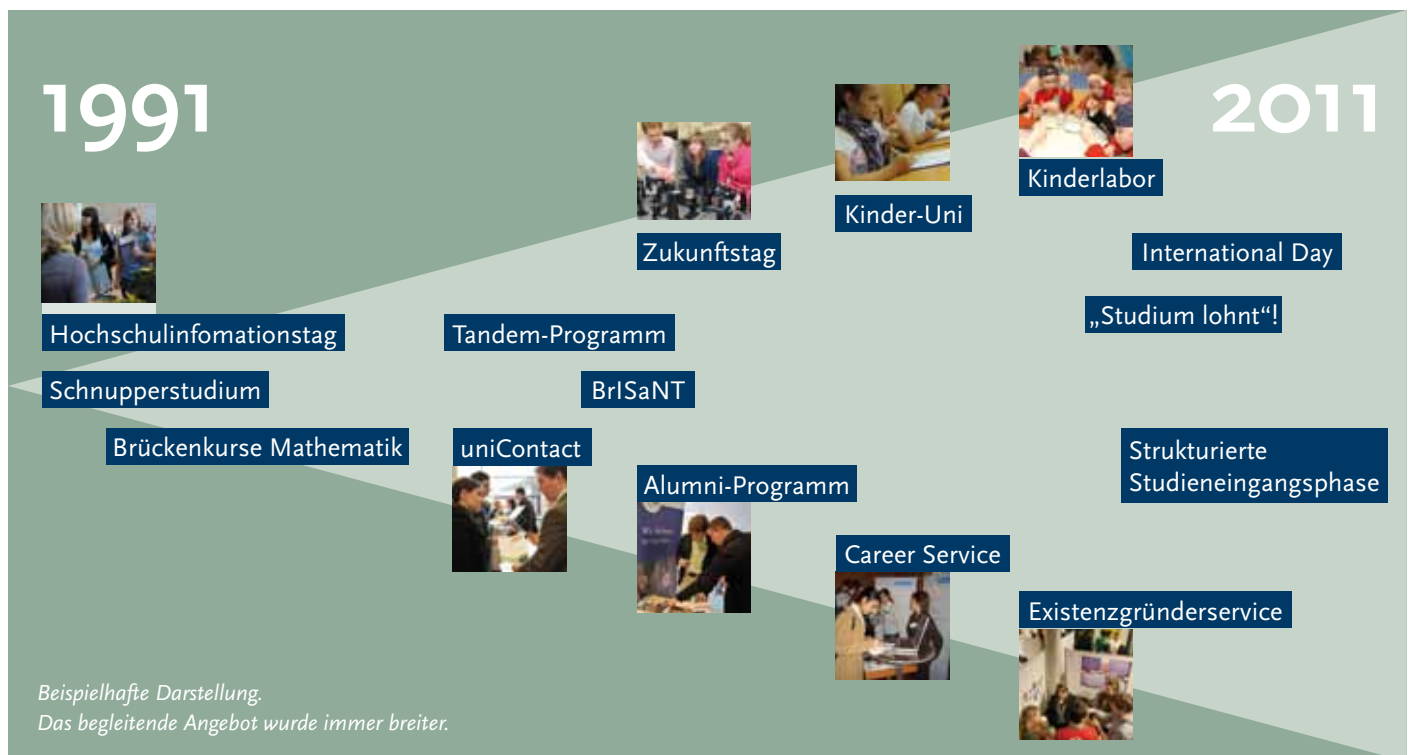 1991
2011
Kinderlabor
Kinder-Uni
Zukunftstag
International Day
„Studium lohnt“!
Hochschulinfomationstag
Tandem-Programm
Schnupperstudium
BrISaNT
Brückenkurse Mathematik
uniContact
Strukturierte
Studieneingangsphase
Alumni-Programm
Career Service
Existenzgründerservice
Beispielhafte Darstellung.
Das begleitende Angebot wurde immer breiter.